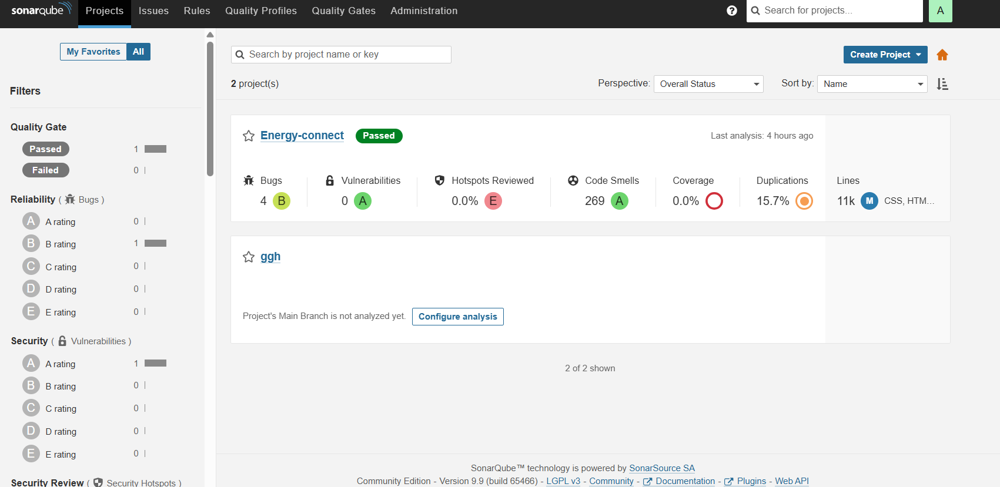 sonarqube Projects Issues Rules Quality Profiles Quality Gates Administration ? Search for projects... A
My Favorites All
Search by project name or key
Create Project
2 project(s)
Perspective: Overall Status
Sort by: Name
Filters
Quality Gate
Passed 1
Failed 0
Reliability ( Bugs )
A A rating 0
B B rating 1
C C rating 0
D D rating 0
E E rating 0
Security ( Vulnerabilities )
A A rating 1
B B rating 0
C C rating 0
D D rating 0
E E rating 0
Security Review ( Security Hotspots )
Energy-connect Passed
Last analysis: 4 hours ago
Bugs
4 B
Vulnerabilities
0 A
Hotspots Reviewed
0.0% E
Code Smells
269 A
Coverage
0.0%
Duplications
15.7%
Lines
11k M CSS, HTM...
ggh
Project's Main Branch is not analyzed yet. Configure analysis
2 of 2 shown
SonarQube™ technology is powered by SonarSource SA
Community Edition - Version 9.9 (build 65466) - LGPL v3 - Community - Documentation - Plugins - Web API